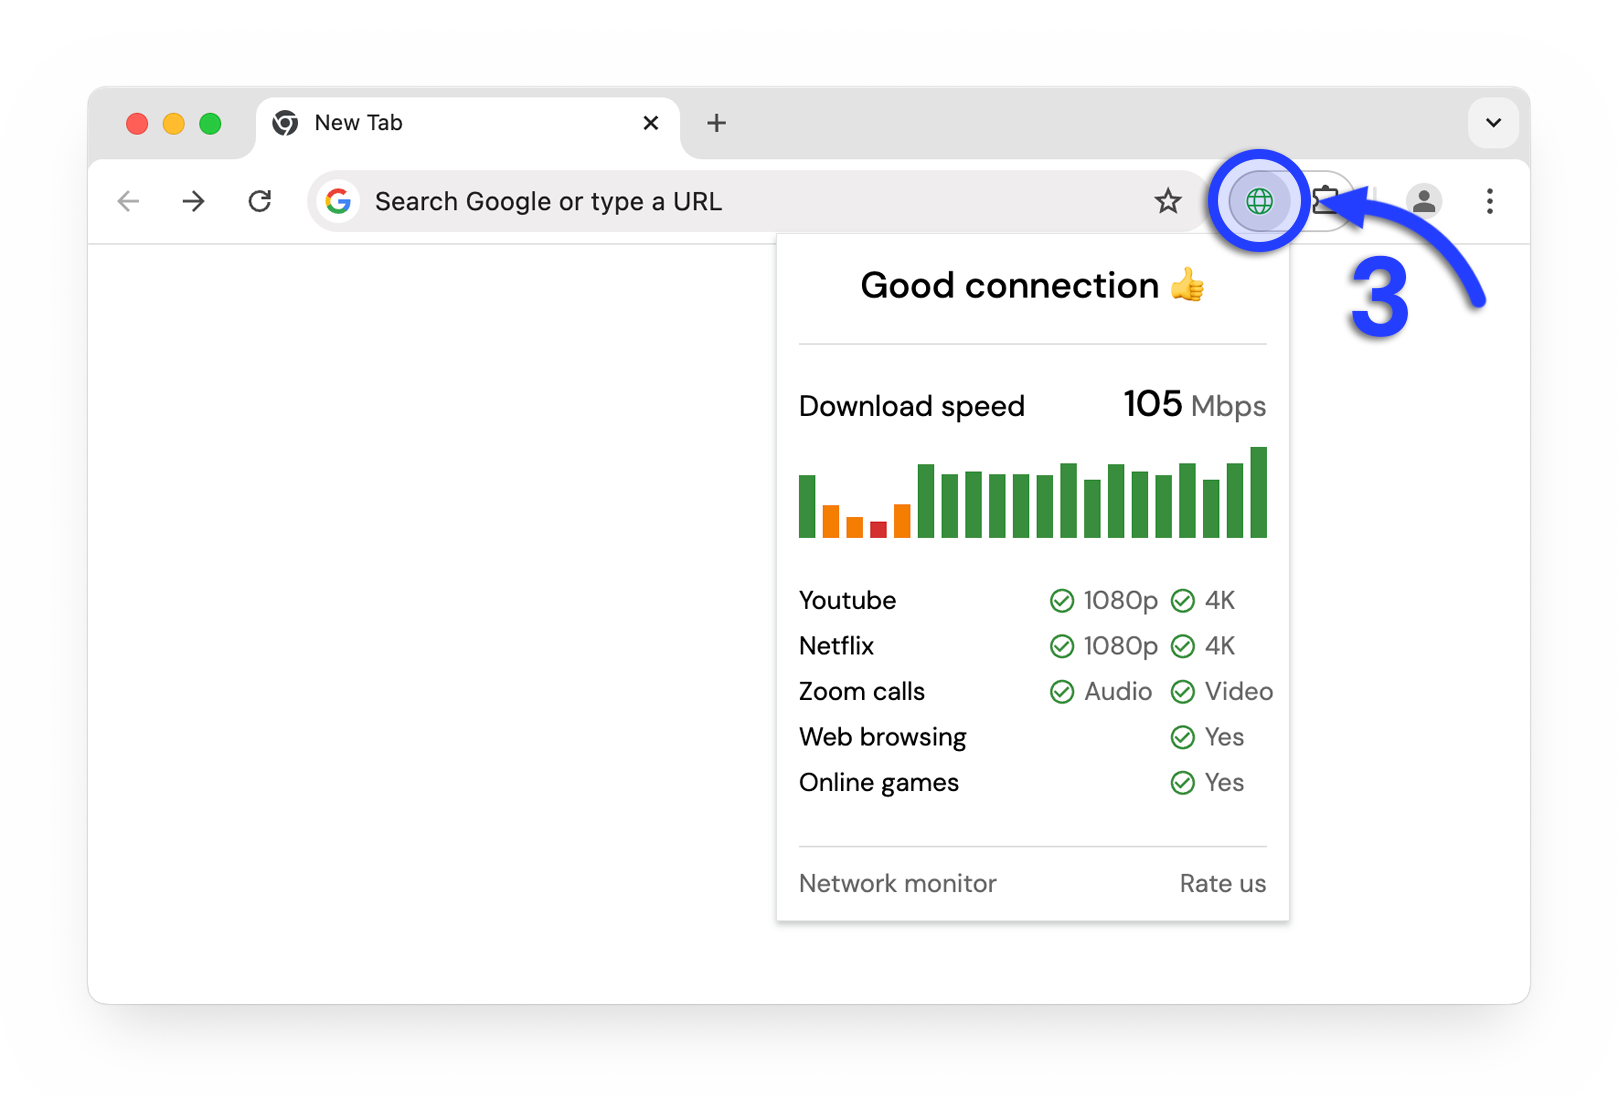 New Tab
Search Google or type a URL
3
Good connection 👍
Download speed 105 Mbps
Youtube 1080p 4K
Netflix 1080p 4K
Zoom calls Audio Video
Web browsing Yes
Online games Yes
Network monitor Rate us